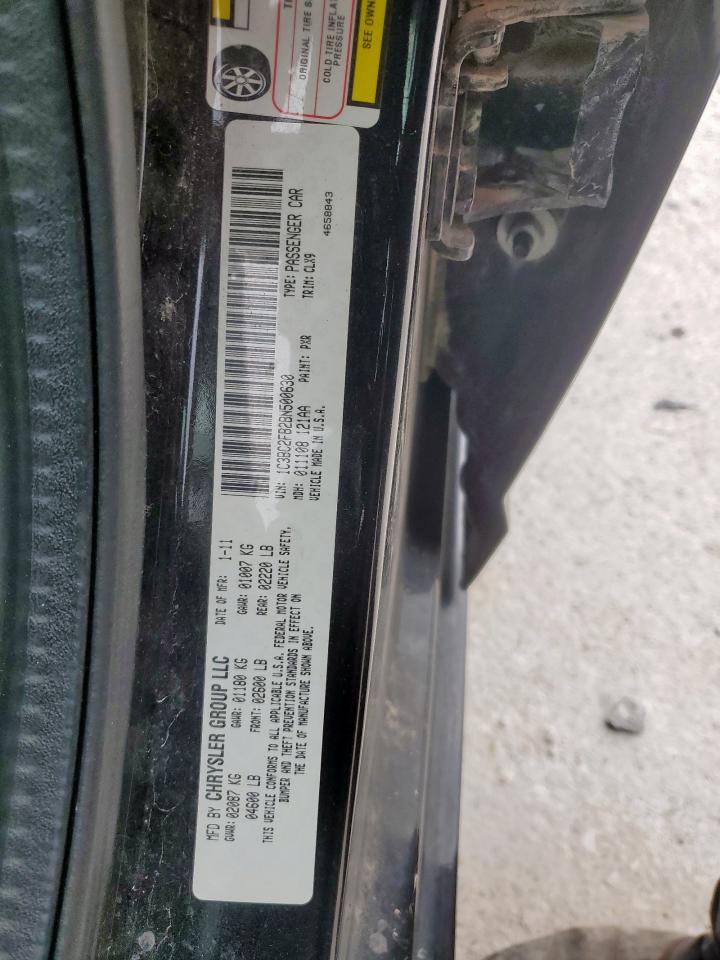 ORIGINAL TIRE S
COLD TIRE INFLAT
PRESSURE
SEE OWN
MFD BY CHRYSLER GROUP LLC
DATE OF MFR: 1-11
GVWR: 02087 KG
GAWR: 01180 KG
GAWR: 01007 KG
04600 LB
FRONT: 02600 LB
REAR: 02220 LB
THIS VEHICLE CONFORMS TO ALL APPLICABLE U.S.A. FEDERAL MOTOR VEHICLE SAFETY,
BUMPER AND THEFT PREVENTION STANDARDS IN EFFECT ON
THE DATE OF MANUFACTURE SHOWN ABOVE.
VIN: 1C3BC2FB2BN500630
TYPE: PASSENGER CAR
MDH: 011108 121AA
PAINT: PXR
TRIM: CLX9
VEHICLE MADE IN U.S.A.
4658843